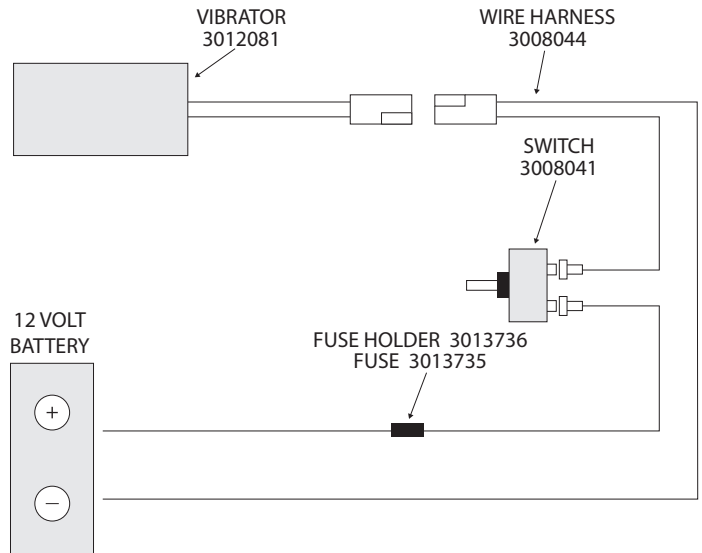 VIBRATOR
3012081
WIRE HARNESS
3008044
SWITCH
3008041
12 VOLT
BATTERY
FUSE HOLDER 3013736
FUSE 3013735
+
−